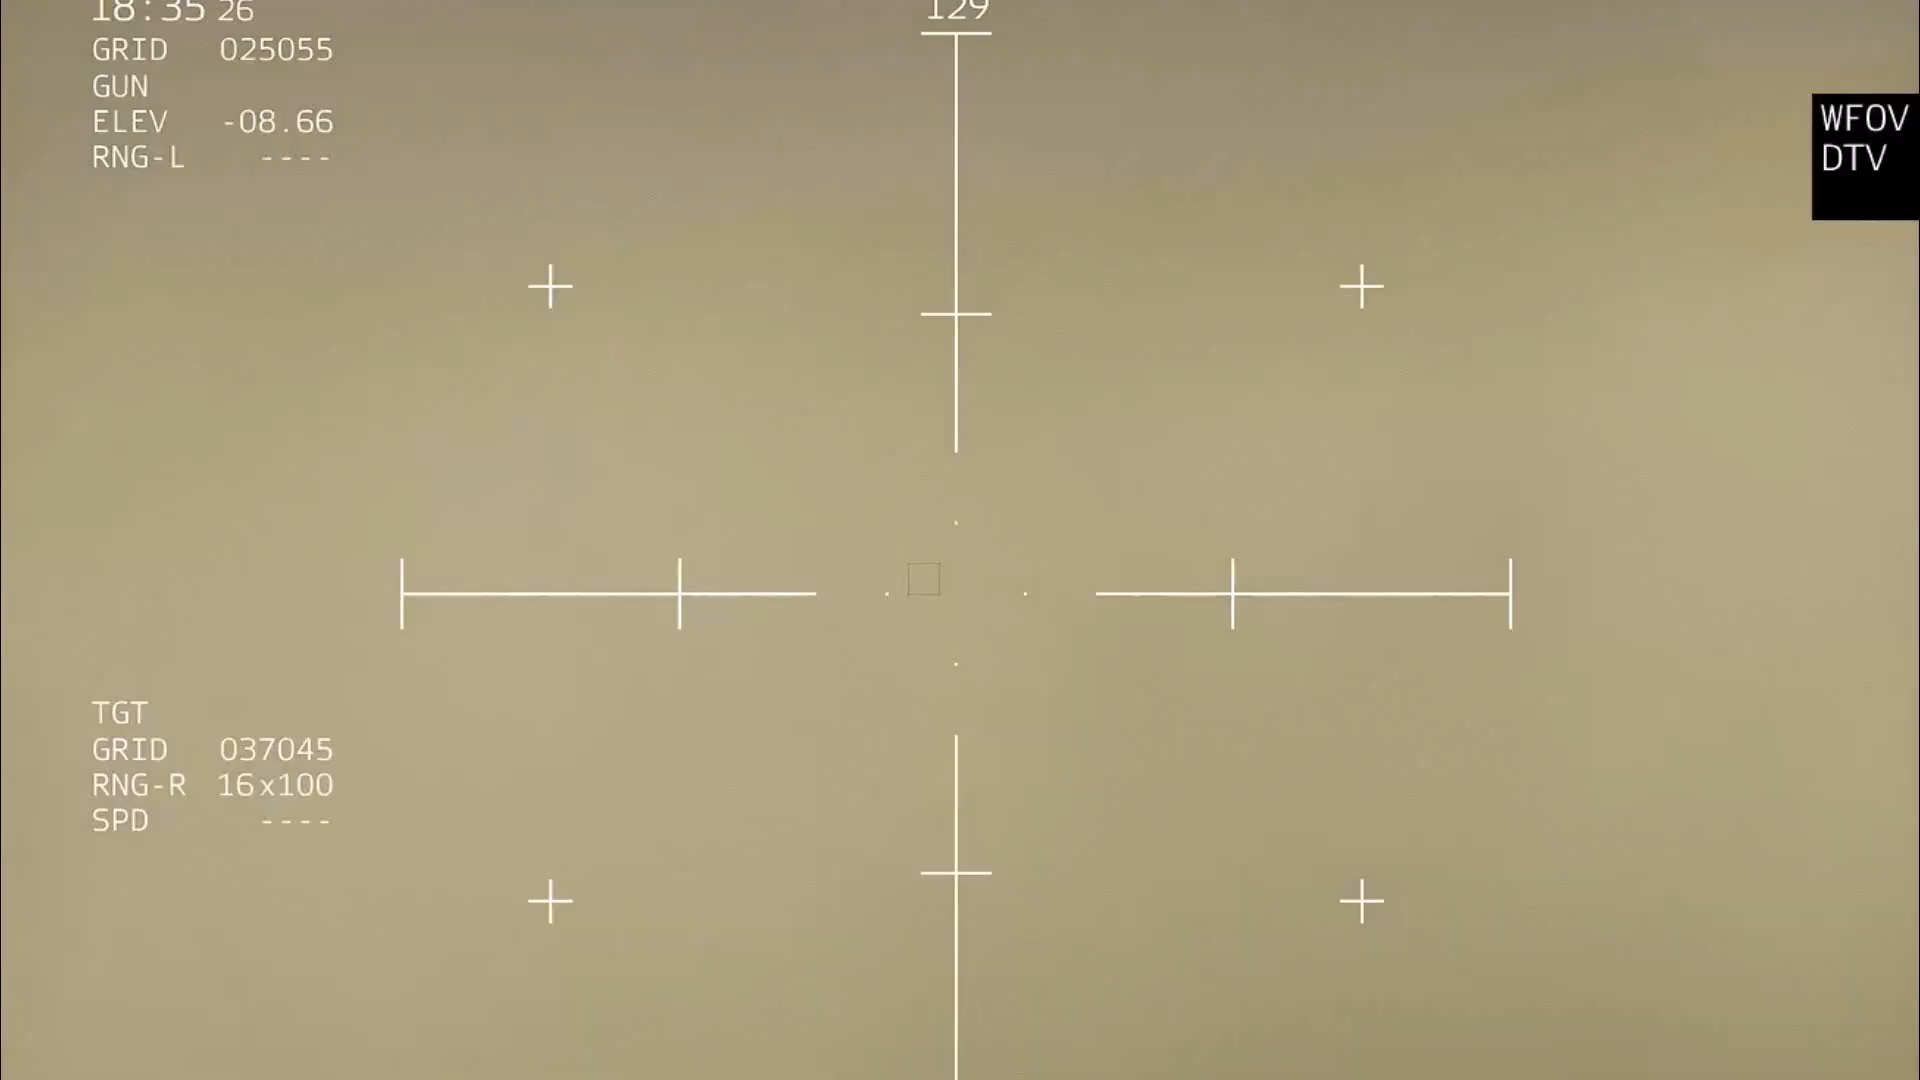 18:35 26
129
GRID 025055
GUN
ELEV -08.66
RNG-L ----
WFOV
DTV
TGT
GRID 037045
RNG-R 16x100
SPD ----